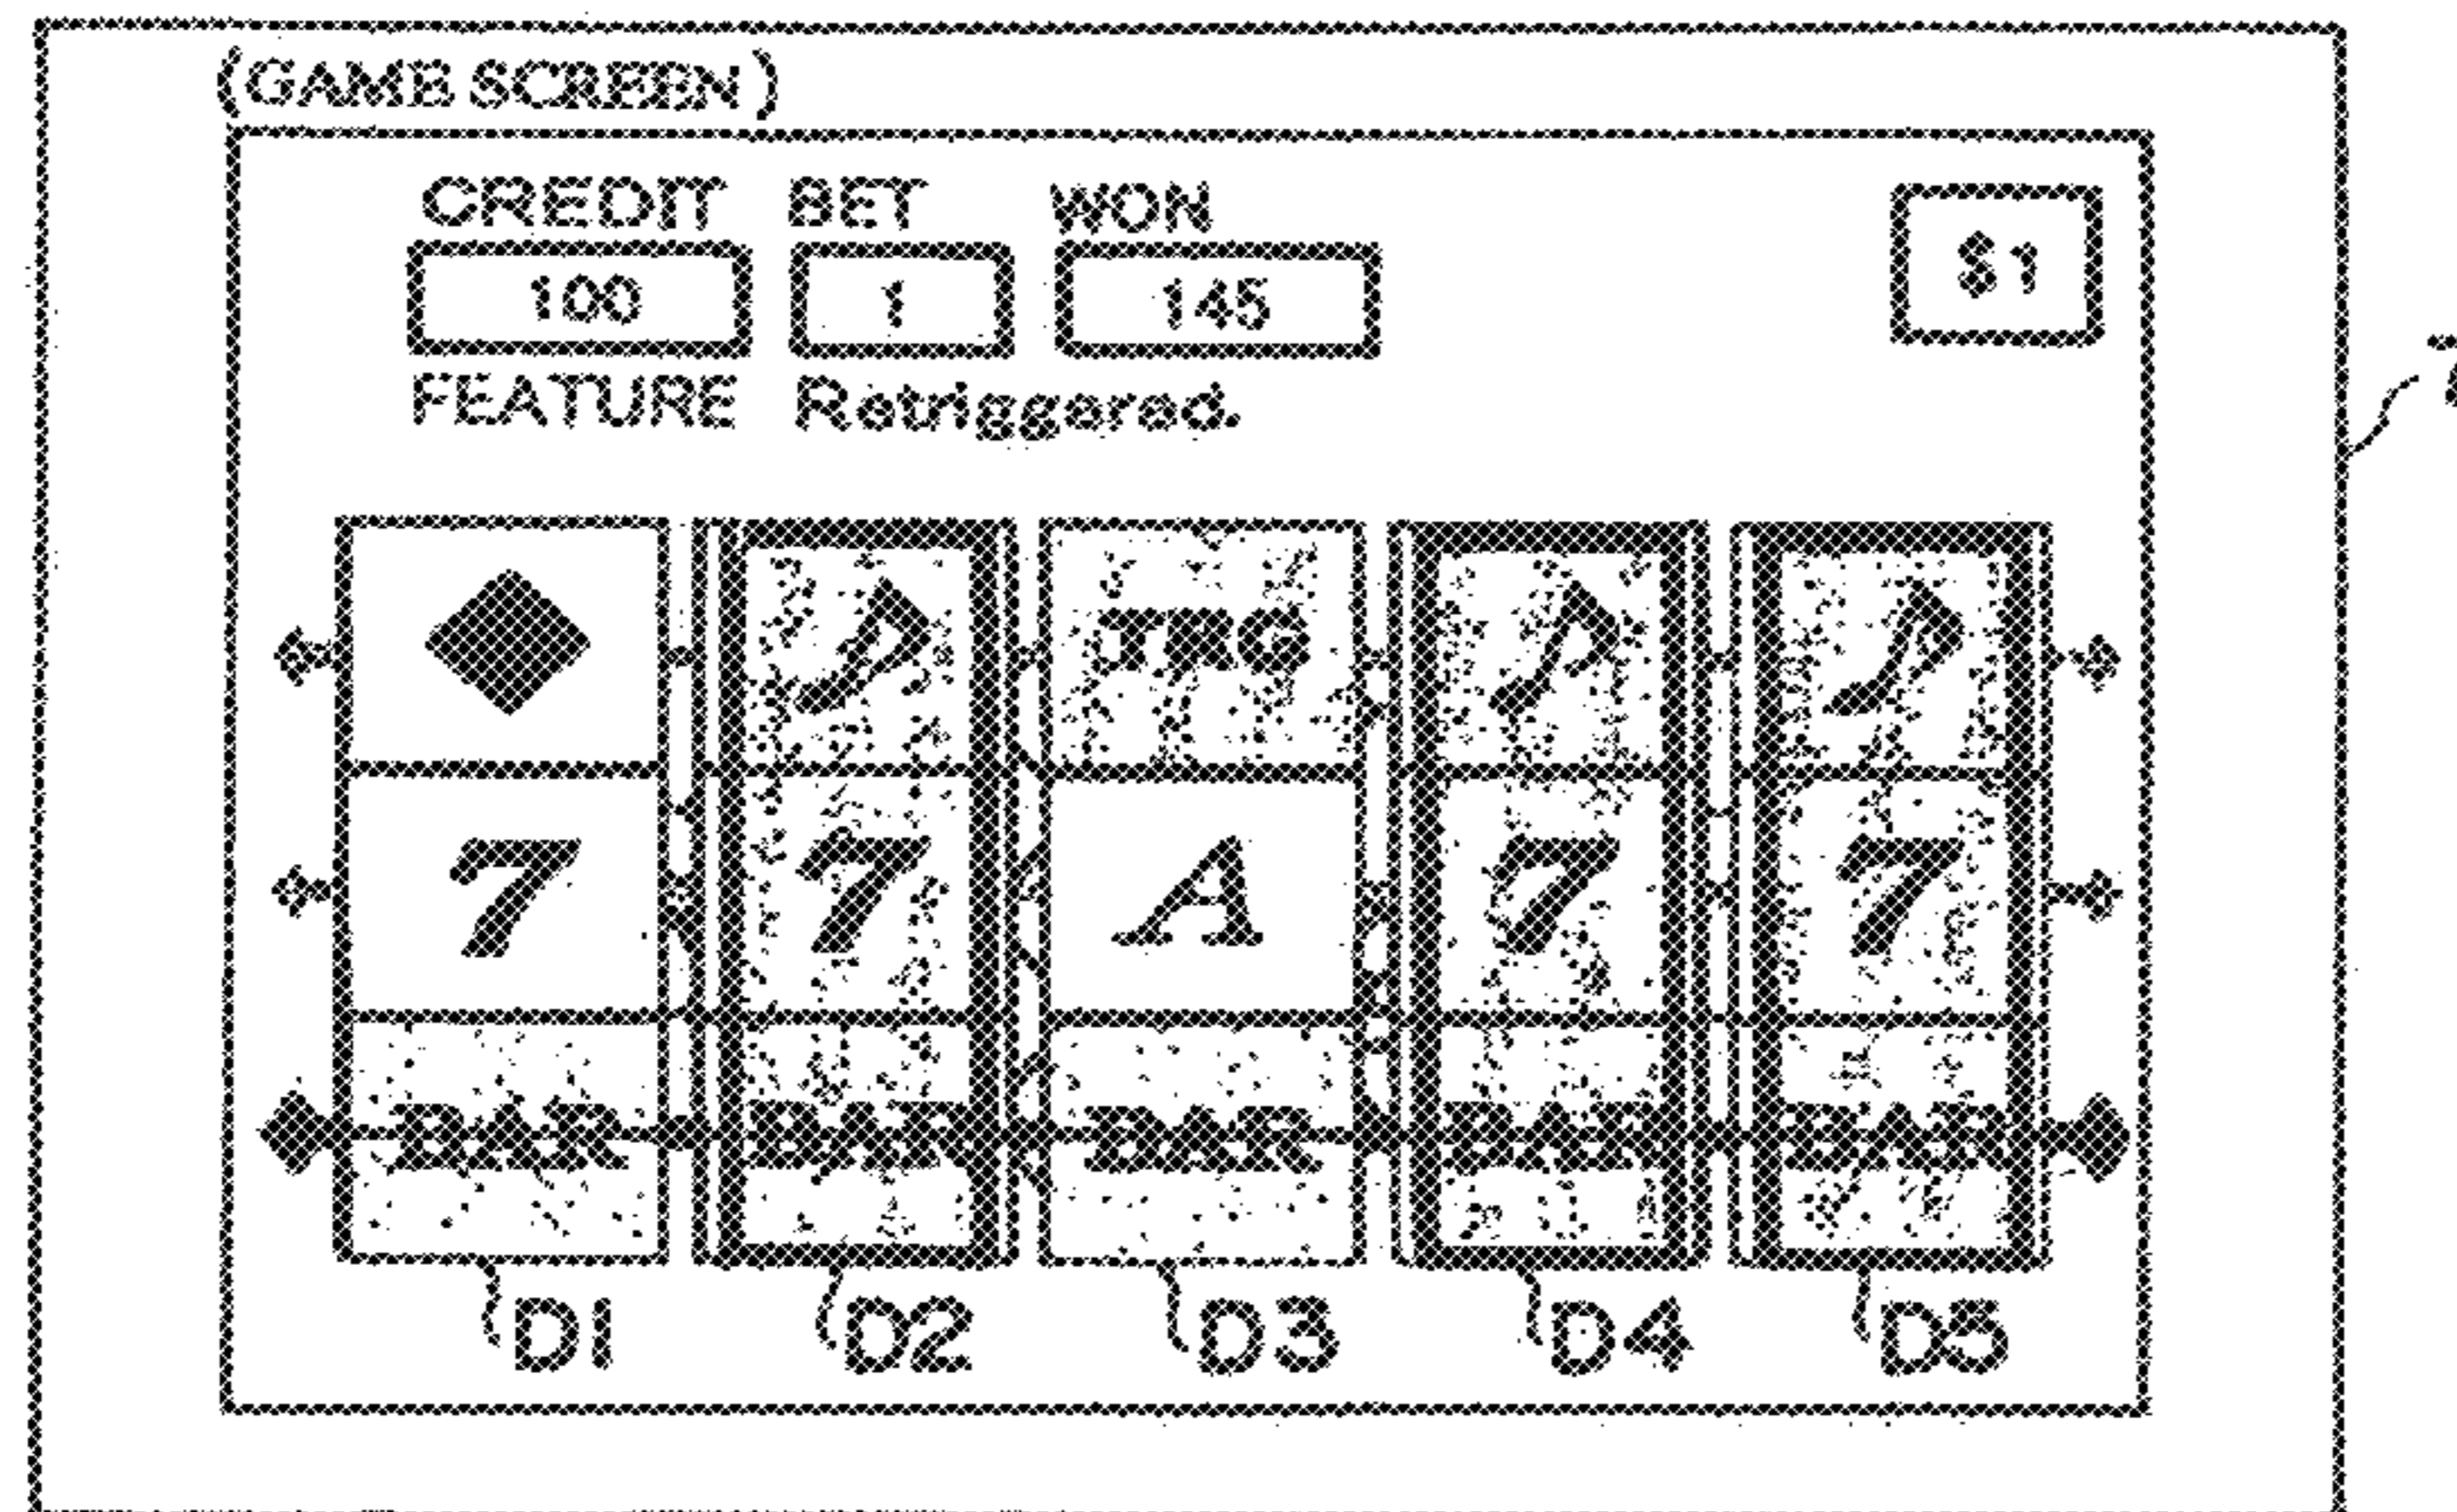 (GAME SCREEN)
CREDIT BET WON
100 1 145 $1
FEATURE Retriggered.
TRG
7 7 A 7 7
BAR BAR BAR BAR BAR
D1 D2 D3 D4 D5